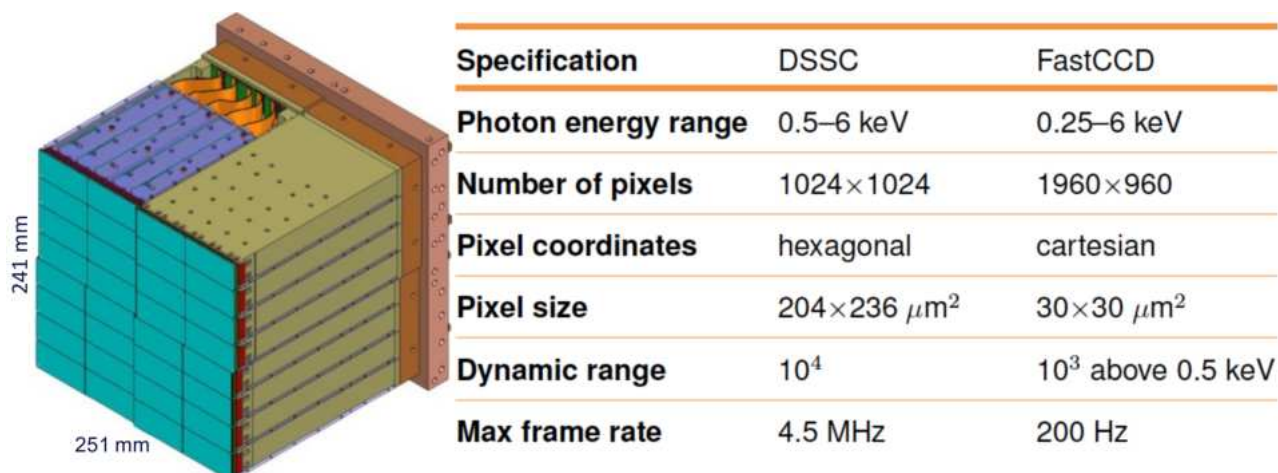 241 mm
251 mm
Specification DSSC FastCCD
Photon energy range 0.5–6 keV 0.25–6 keV
Number of pixels 1024×1024 1960×960
Pixel coordinates hexagonal cartesian
Pixel size 204×236 μm² 30×30 μm²
Dynamic range 10⁴ 10³ above 0.5 keV
Max frame rate 4.5 MHz 200 Hz